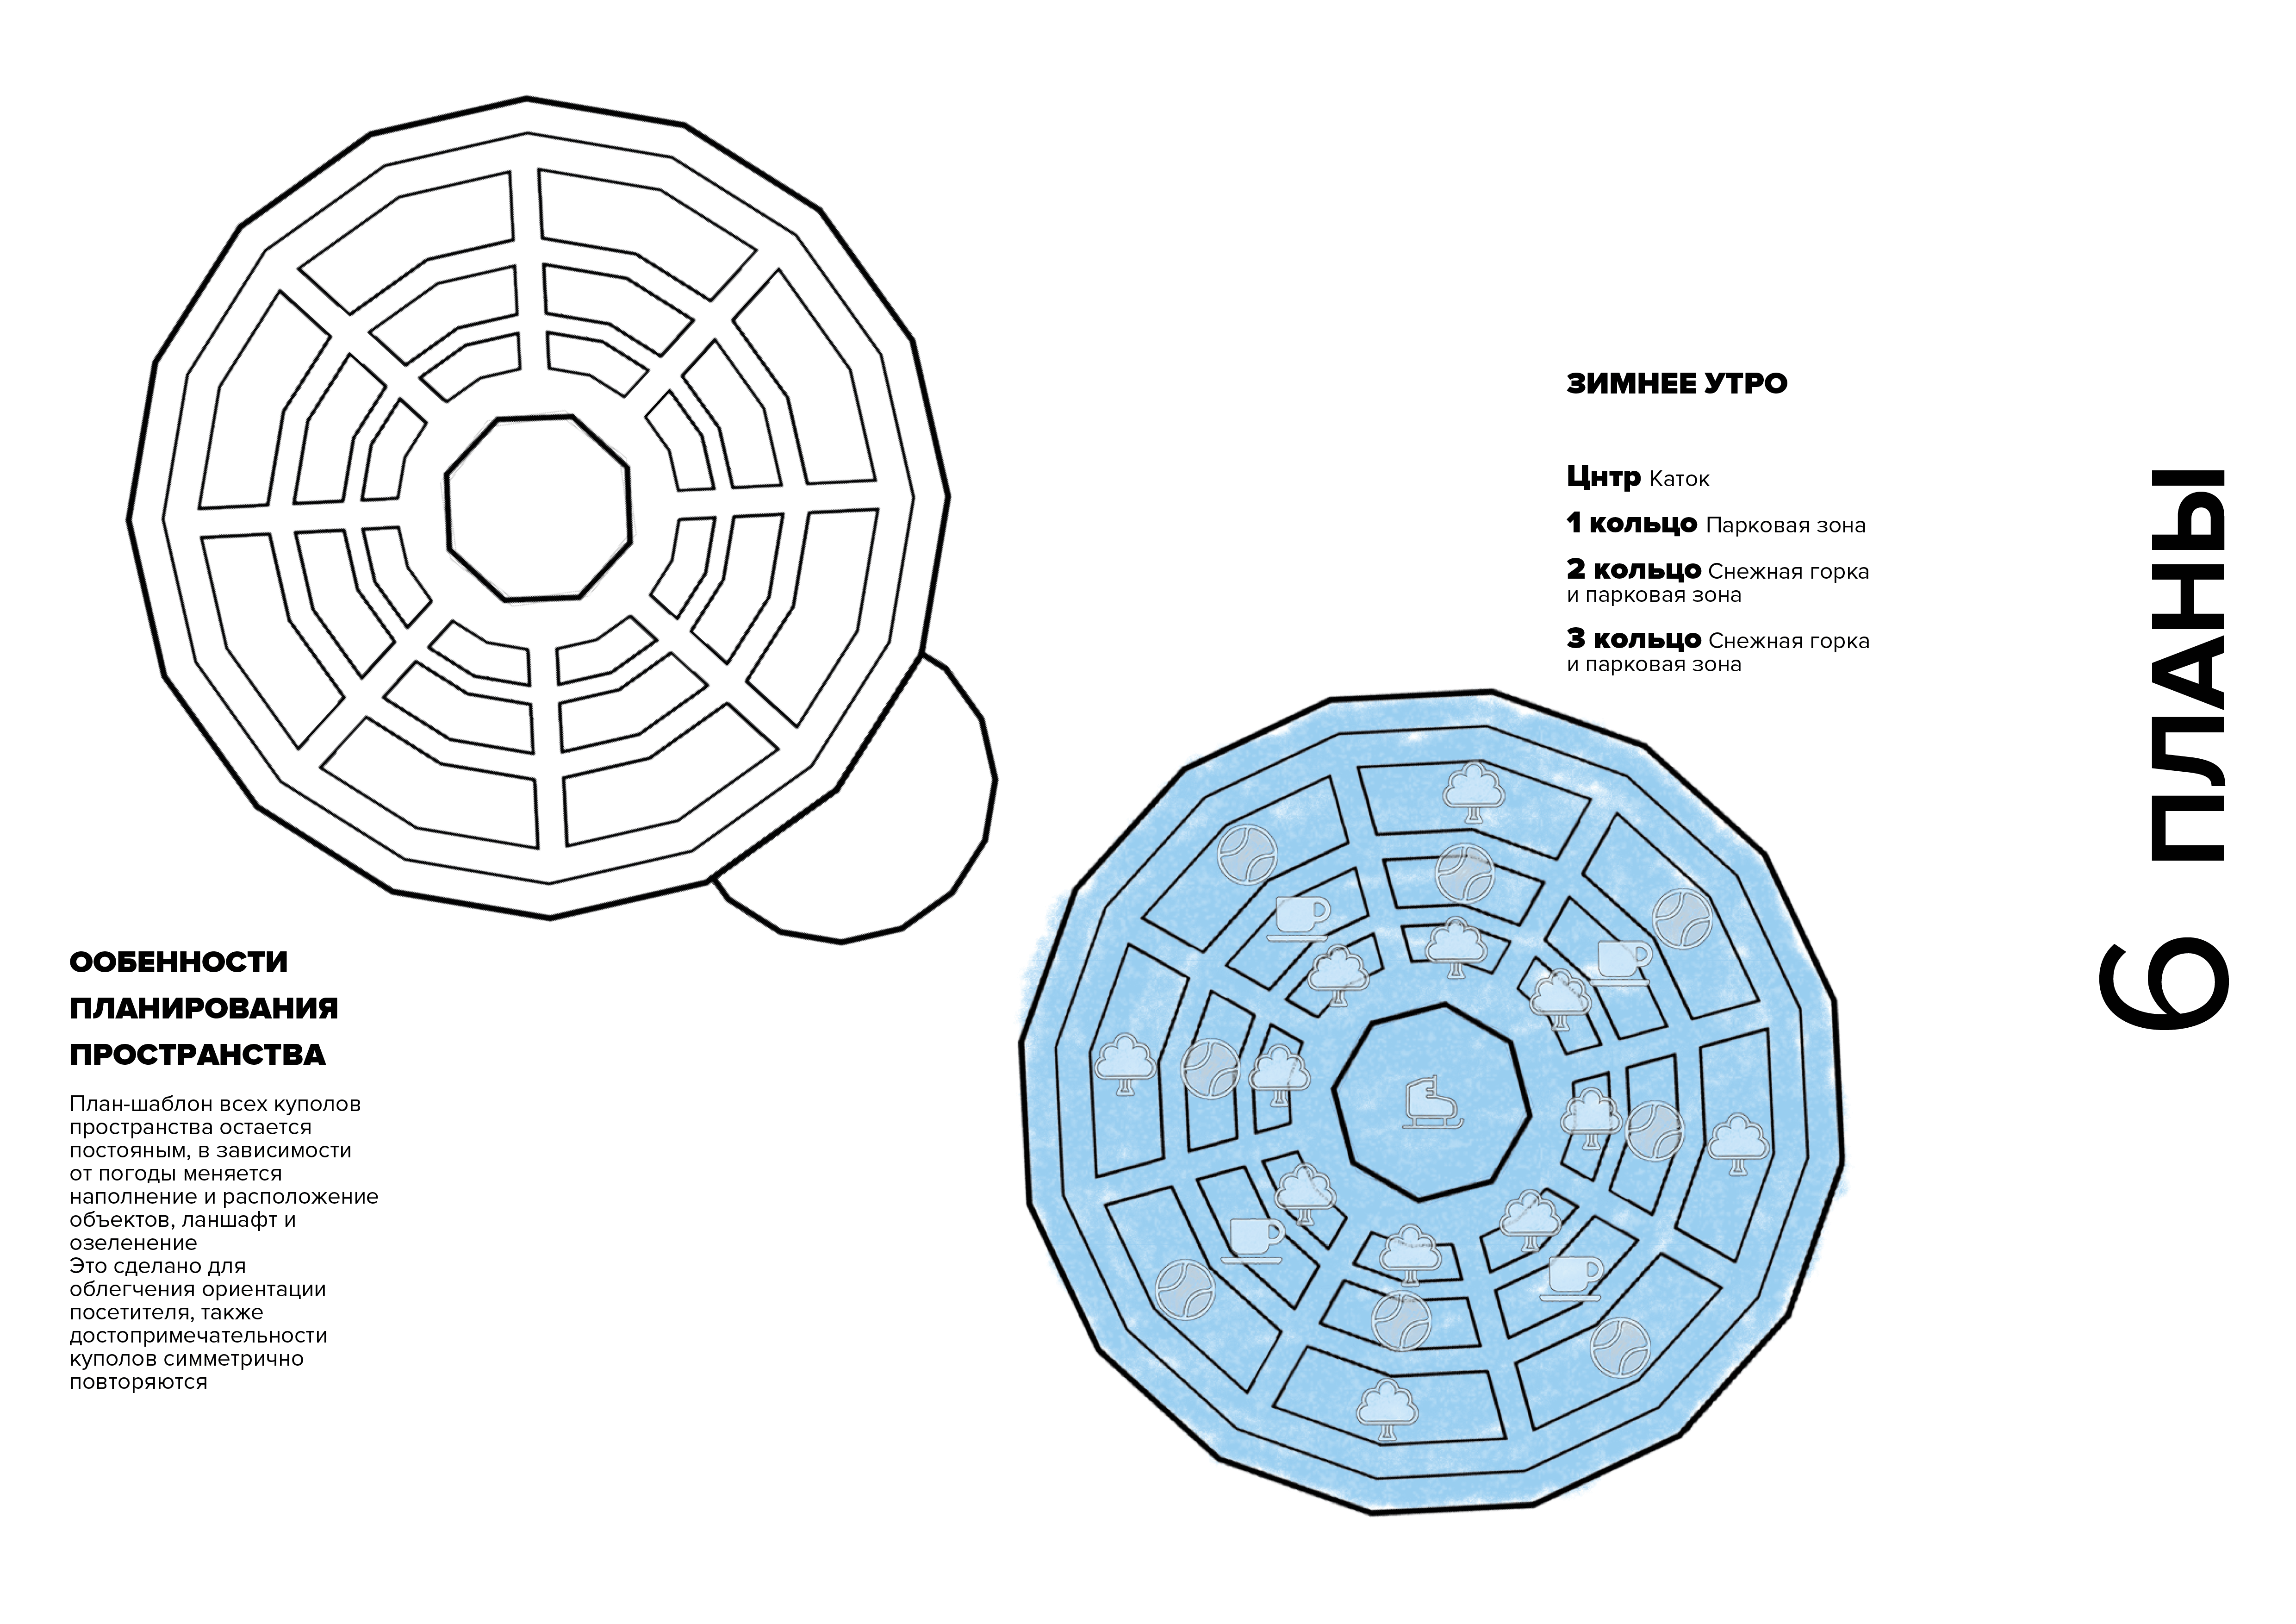 ЗИМНЕЕ УТРО
Цнтр Каток
1 кольцо Парковая зона
2 кольцо Снежная горка
и парковая зона
3 кольцо Снежная горка
и парковая зона
ООБЕННОСТИ
ПЛАНИРОВАНИЯ
ПРОСТРАНСТВА
План-шаблон всех куполов
пространства остается
постояным, в зависимости
от погоды меняется
наполнение и расположение
объектов, ланшафт и
озеленение
Это сделано для
облегчения ориентации
посетителя, также
достопримечательности
куполов симметрично
повторяются
6 ПЛАНЫ